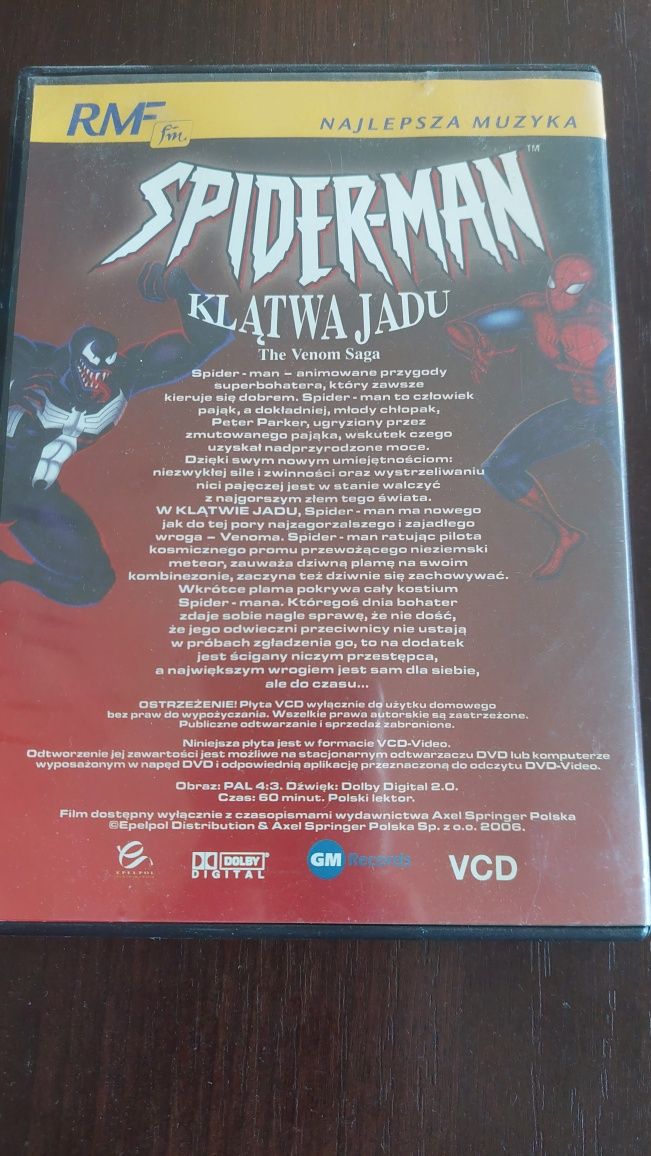 RMF fm NAJLEPSZA MUZYKA
SPIDER-MAN™
KLĄTWA JADU
The Venom Saga
Spider - man – animowane przygody
superbohatera, który zawsze
kieruje się dobrem. Spider - man to człowiek
pająk, a dokładniej, młody chłopak,
Peter Parker, ugryziony przez
zmutowanego pająka, wskutek czego
uzyskał nadprzyrodzone moce.
Dzięki swym nowym umiejętnościom:
niezwykłej sile i zwinności oraz wystrzeliwaniu
nici pajęczej jest w stanie walczyć
z najgorszym złem tego świata.
W KLĄTWIE JADU, Spider - man ma nowego
jak do tej pory najzagorzalszego i zajadłego
wroga – Venoma. Spider - man ratując pilota
kosmicznego promu przewożącego nieziemski
meteor, zauważa dziwną plamę na swoim
kombinezonie, zaczyna też dziwnie się zachowywać.
Wkrótce plama pokrywa cały kostium
Spider - mana. Któregoś dnia bohater
zdaje sobie nagle sprawę, że nie dość,
że jego odwieczni przeciwnicy nie ustają
w próbach zgładzenia go, to na dodatek
jest ścigany niczym przestępca,
a największym wrogiem jest sam dla siebie,
ale do czasu...
OSTRZEŻENIE! Płyta VCD wyłącznie do użytku domowego
bez praw do wypożyczania. Wszelkie prawa autorskie są zastrzeżone.
Publiczne odtwarzanie i sprzedaż zabronione.
Niniejsza płyta jest w formacie VCD-Video.
Odtworzenie jej zawartości jest możliwe na stacjonarnym odtwarzaczu DVD lub komputerze
wyposażonym w napęd DVD i odpowiednią aplikację przeznaczoną do odczytu DVD-Video.
Obraz: PAL 4:3. Dźwięk: Dolby Digital 2.0.
Czas: 60 minut. Polski lektor.
Film dostępny wyłącznie z czasopismami wydawnictwa Axel Springer Polska
©Epelpol Distribution & Axel Springer Polska Sp. z o.o. 2006.
EPELPOL DOLBY DIGITAL GM Records VCD